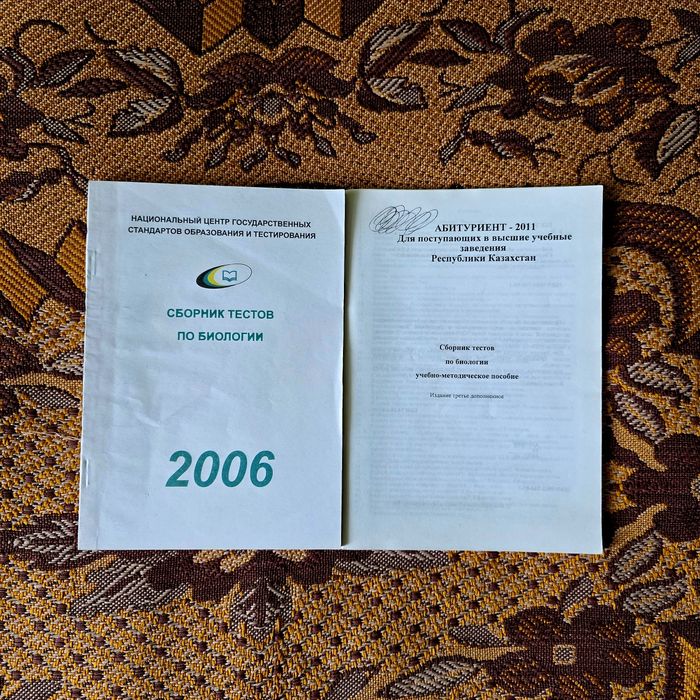 НАЦИОНАЛЬНЫЙ ЦЕНТР ГОСУДАРСТВЕННЫХ
СТАНДАРТОВ ОБРАЗОВАНИЯ И ТЕСТИРОВАНИЯ
СБОРНИК ТЕСТОВ
ПО БИОЛОГИИ
2006
АБИТУРИЕНТ - 2011
Для поступающих в высшие учебные
заведения
Республики Казахстан
Сборник тестов
по биологии
учебно-методическое пособие
Издание третье дополненное